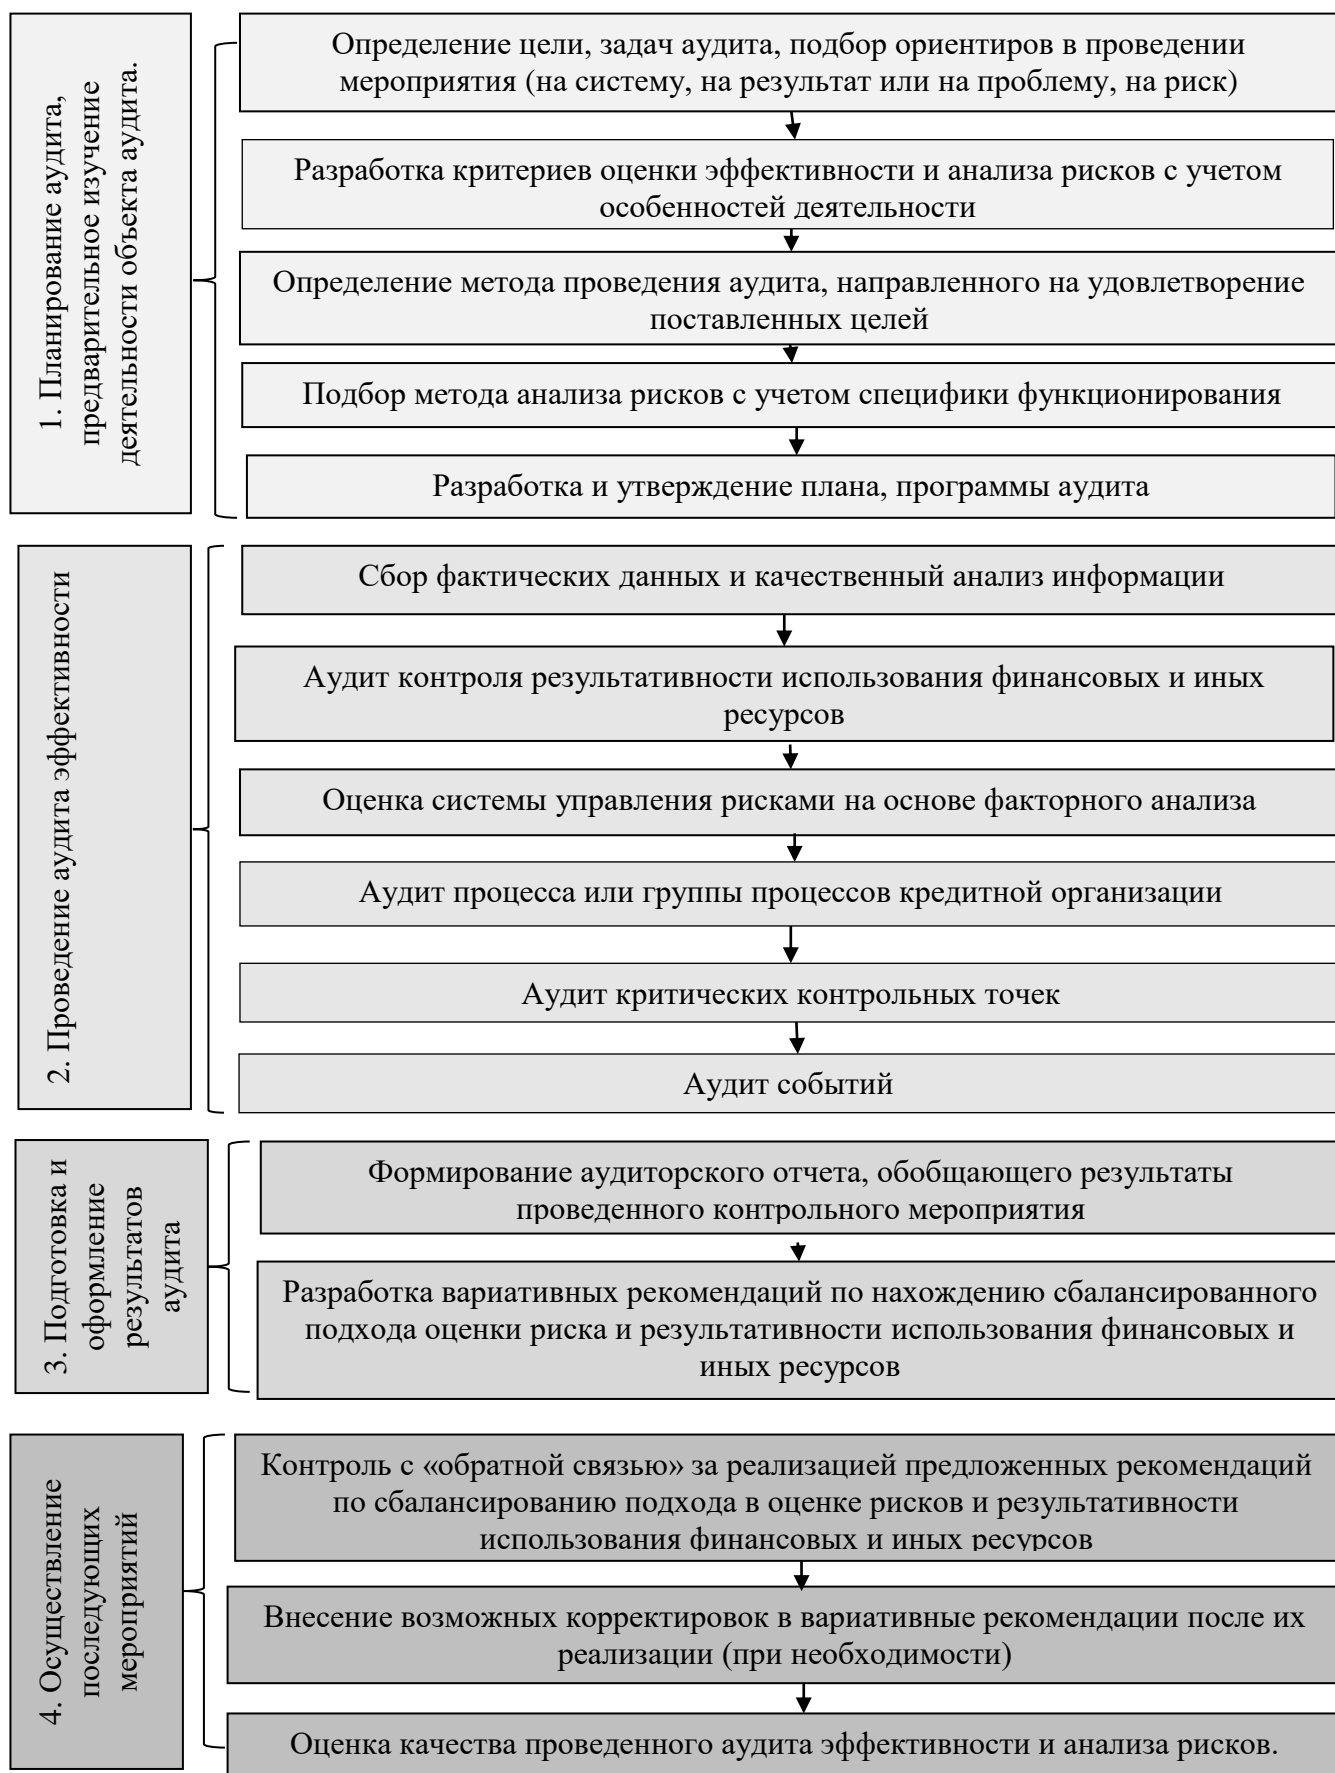 1. Планирование аудита,
предварительное изучение
деятельности объекта аудита.
Определение цели, задач аудита, подбор ориентиров в проведении
мероприятия (на систему, на результат или на проблему, на риск)
Разработка критериев оценки эффективности и анализа рисков с учетом
особенностей деятельности
Определение метода проведения аудита, направленного на удовлетворение
поставленных целей
Подбор метода анализа рисков с учетом специфики функционирования
Разработка и утверждение плана, программы аудита
2. Проведение аудита эффективности
Сбор фактических данных и качественный анализ информации
Аудит контроля результативности использования финансовых и иных
ресурсов
Оценка системы управления рисками на основе факторного анализа
Аудит процесса или группы процессов кредитной организации
Аудит критических контрольных точек
Аудит событий
3. Подготовка и
оформление
результатов
аудита
Формирование аудиторского отчета, обобщающего результаты
проведенного контрольного мероприятия
Разработка вариативных рекомендаций по нахождению сбалансированного
подхода оценки риска и результативности использования финансовых и
иных ресурсов
4. Осуществление
последующих
мероприятий
Контроль с «обратной связью» за реализацией предложенных рекомендаций
по сбалансированию подхода в оценке рисков и результативности
использования финансовых и иных ресурсов
Внесение возможных корректировок в вариативные рекомендации после их
реализации (при необходимости)
Оценка качества проведенного аудита эффективности и анализа рисков.